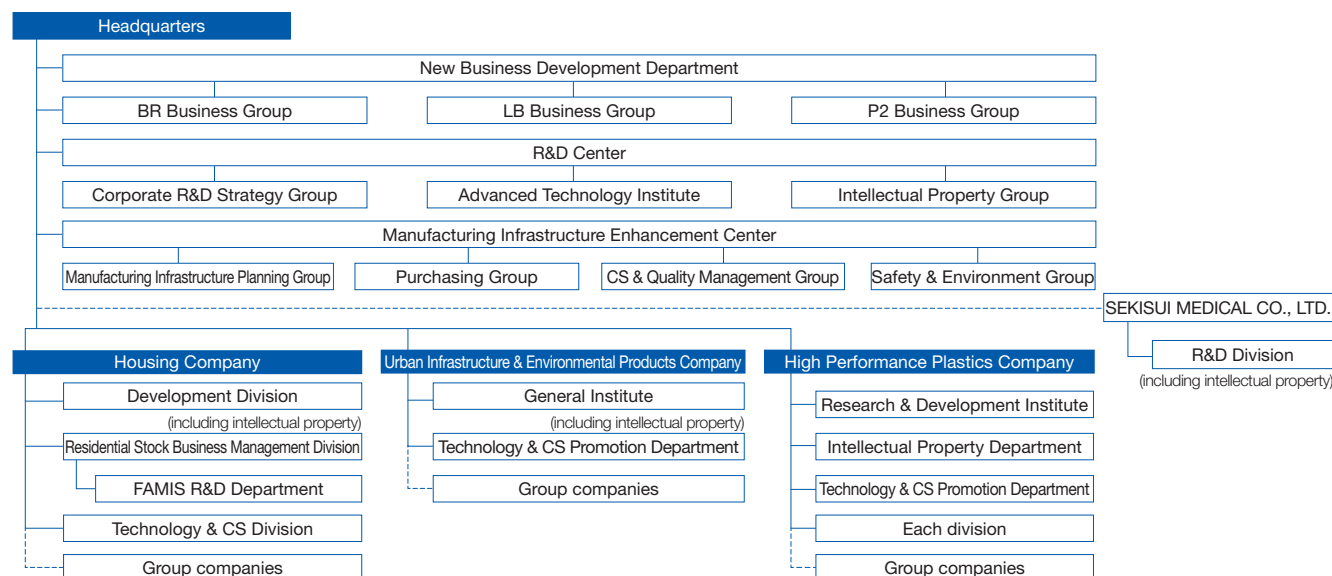 Headquarters
New Business Development Department
BR Business Group
LB Business Group
P2 Business Group
R&D Center
Corporate R&D Strategy Group
Advanced Technology Institute
Intellectual Property Group
Manufacturing Infrastructure Enhancement Center
Manufacturing Infrastructure Planning Group
Purchasing Group
CS & Quality Management Group
Safety & Environment Group
SEKISUI MEDICAL CO., LTD.
R&D Division
(including intellectual property)
Housing Company
Development Division
(including intellectual property)
Residential Stock Business Management Division
FAMIS R&D Department
Technology & CS Division
Group companies
Urban Infrastructure & Environmental Products Company
General Institute
(including intellectual property)
Technology & CS Promotion Department
Group companies
High Performance Plastics Company
Research & Development Institute
Intellectual Property Department
Technology & CS Promotion Department
Each division
Group companies